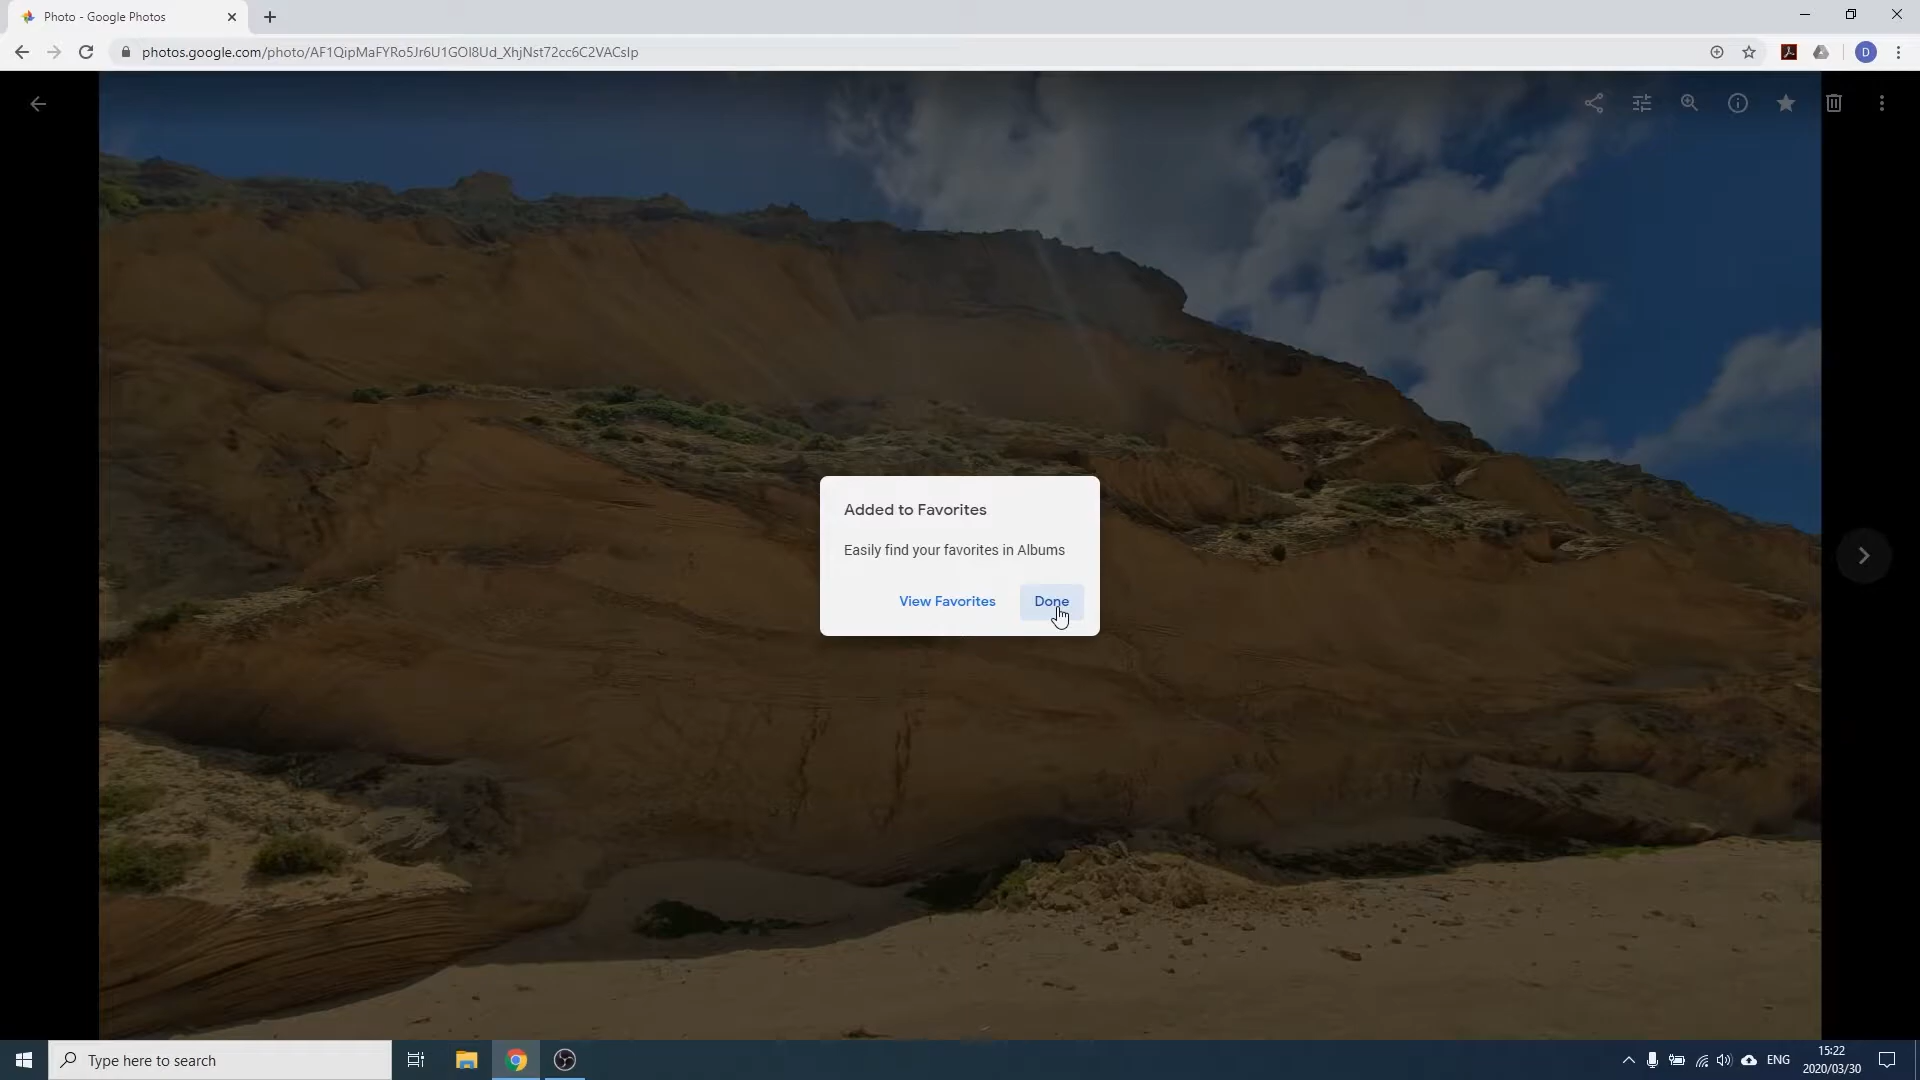 Photo - Google Photos
photos.google.com/photo/AF1QipMaFYRo5Jr6U1GOI8Ud_XhjNst72cc6C2VACsIp
D
Added to Favorites
Easily find your favorites in Albums
View Favorites Done
Type here to search
ENG
15:22
2020/03/30